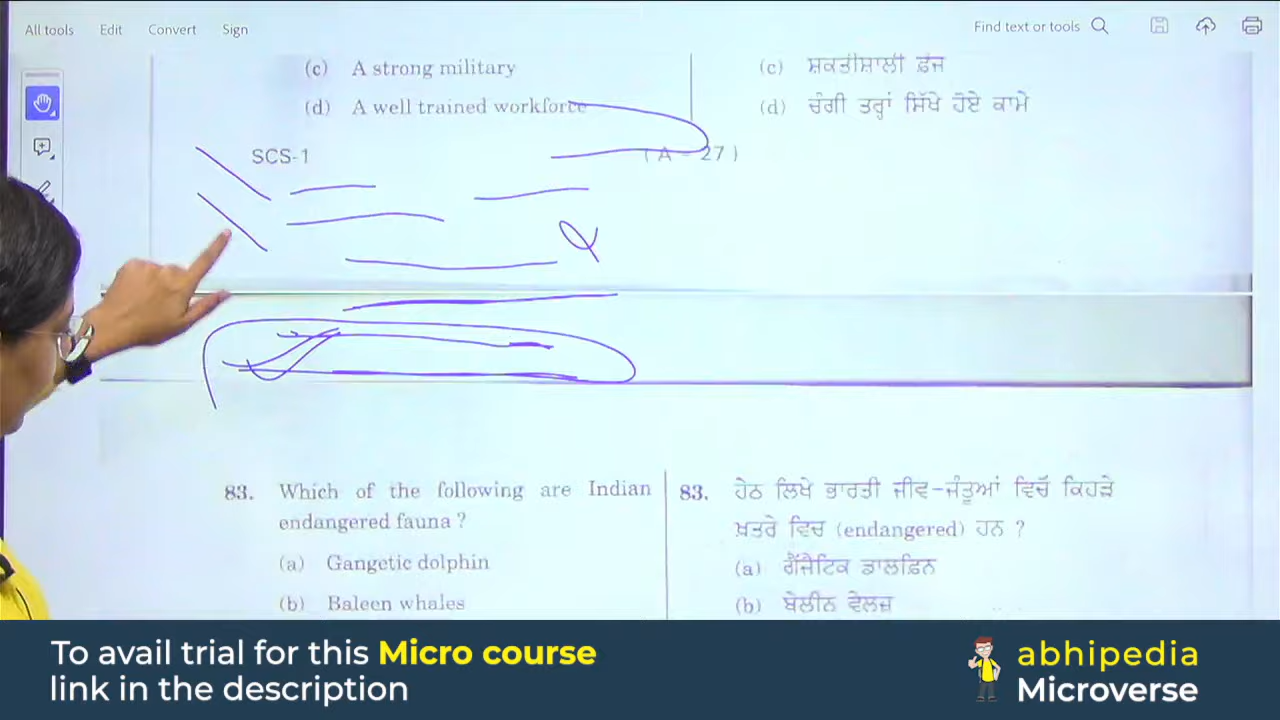 All tools Edit Convert Sign Find text or tools
(c) A strong military
(d) A well trained workforce
(c) ਸ਼ਕਤੀਸ਼ਾਲੀ ਫ਼ੌਜ
(d) ਚੰਗੀ ਤਰ੍ਹਾਂ ਸਿੱਖੇ ਹੋਏ ਕਾਮੇ
SCS-1 ( A – 27 )
83. Which of the following are Indian
endangered fauna ?
(a) Gangetic dolphin
(b) Baleen whales
83. ਹੇਠ ਲਿਖੇ ਭਾਰਤੀ ਜੀਵ-ਜੰਤੂਆਂ ਵਿਚੋਂ ਕਿਹੜੇ
ਖ਼ਤਰੇ ਵਿਚ (endangered) ਹਨ ?
(a) ਗੈਂਜੈਟਿਕ ਡਾਲਫ਼ਿਨ
(b) ਬੇਲੀਨ ਵੇਲਜ਼
To avail trial for this Micro course
link in the description
abhipedia
Microverse